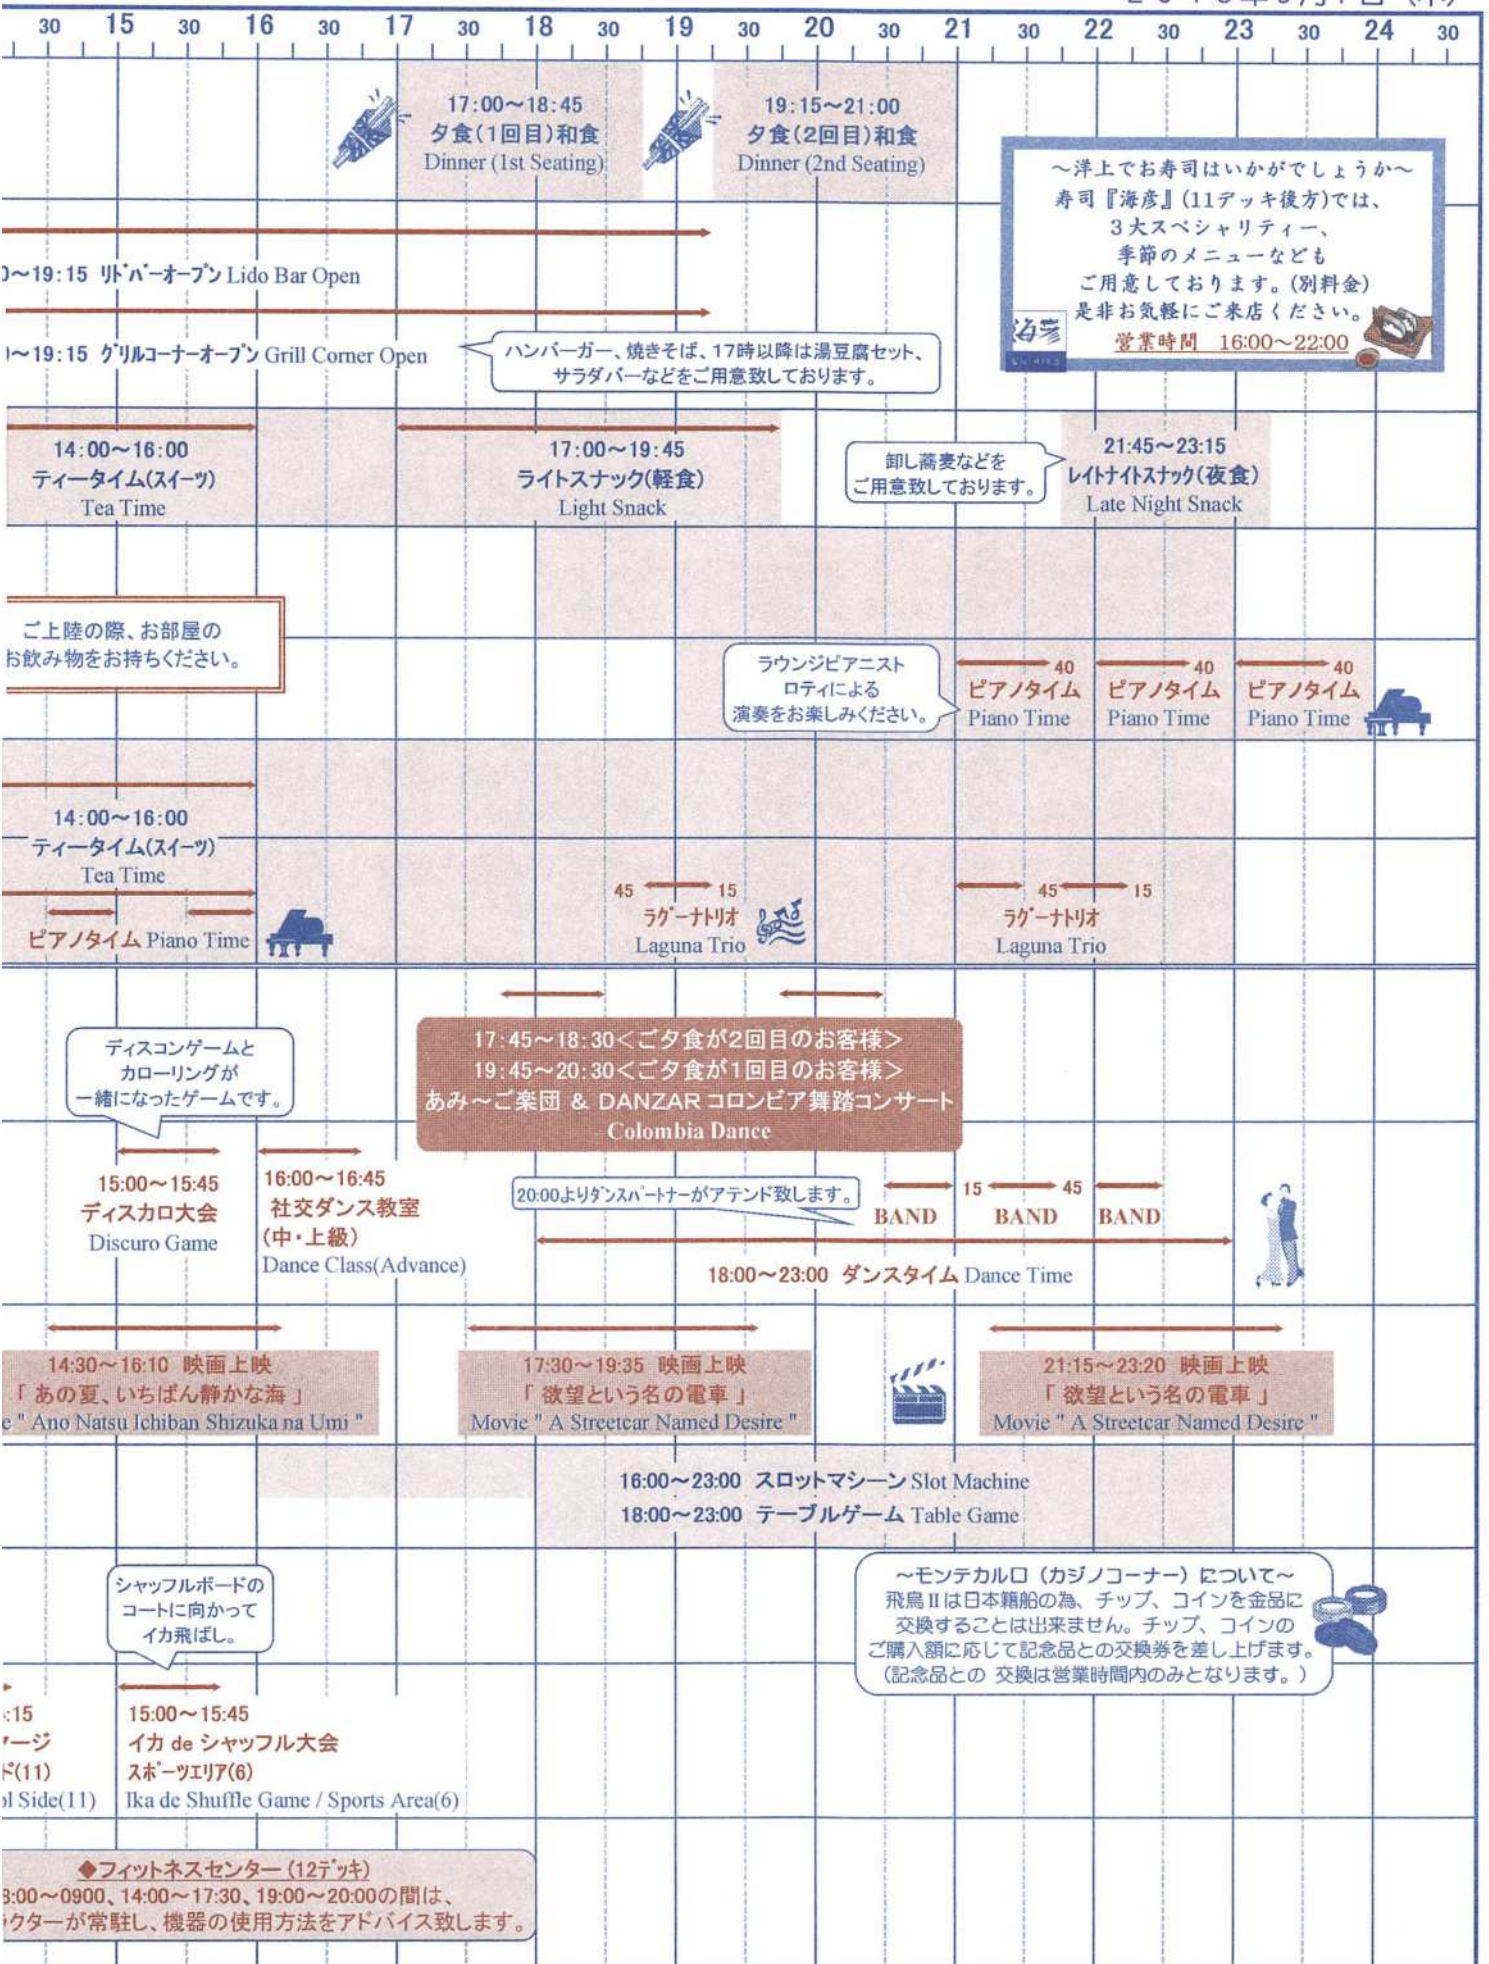 30 15 30 16 30 17 30 18 30 19 30 20 30 21 30 22 30 23 30 24 30
17:00～18:45
夕食(1回目)和食
Dinner (1st Seating)
19:15～21:00
夕食(2回目)和食
Dinner (2nd Seating)
～洋上でお寿司はいかがでしょうか～
寿司『海彦』(11デッキ後方)では、
３大スペシャリティー、
季節のメニューなども
ご用意しております。(別料金)
是非お気軽にご来店ください。
海彦
営業時間 16:00～22:00
～19:15 リドバーオープン Lido Bar Open
～19:15 グリルコーナーオープン Grill Corner Open
ハンバーガー、焼きそば、17時以降は湯豆腐セット、
サラダバーなどをご用意致しております。
14:00～16:00
ティータイム(スイーツ)
Tea Time
17:00～19:45
ライトスナック(軽食)
Light Snack
卸し蕎麦などを
ご用意致しております。
21:45～23:15
レイトナイトスナック(夜食)
Late Night Snack
ご上陸の際、お部屋の
お飲み物をお持ちください。
ラウンジピアニスト
ロティによる
演奏をお楽しみください。
40
ピアノタイム
Piano Time
40
ピアノタイム
Piano Time
40
ピアノタイム
Piano Time
14:00～16:00
ティータイム(スイーツ)
Tea Time
ピアノタイム Piano Time
45 15
ラグーナトリオ
Laguna Trio
45 15
ラグーナトリオ
Laguna Trio
17:45～18:30＜ご夕食が2回目のお客様＞
19:45～20:30＜ご夕食が1回目のお客様＞
あみ～ご楽団 & DANZAR コロンビア舞踏コンサート
Colombia Dance
ディスコンゲームと
カローリングが
一緒になったゲームです。
15:00～15:45
ディスカロ大会
Discuro Game
16:00～16:45
社交ダンス教室
(中・上級)
Dance Class(Advance)
20:00よりダンスパートナーがアテンド致します。
15 45
BAND BAND BAND
18:00～23:00 ダンスタイム Dance Time
14:30～16:10 映画上映
「 あの夏、いちばん静かな海 」
e " Ano Natsu Ichiban Shizuka na Umi "
17:30～19:35 映画上映
「 欲望という名の電車 」
Movie " A Streetcar Named Desire "
21:15～23:20 映画上映
「 欲望という名の電車 」
Movie " A Streetcar Named Desire "
16:00～23:00 スロットマシーン Slot Machine
18:00～23:00 テーブルゲーム Table Game
～モンテカルロ（カジノコーナー）について～
飛鳥Ⅱは日本籍船の為、チップ、コインを金品に
交換することは出来ません。チップ、コインの
ご購入額に応じて記念品との交換券を差し上げます。
（記念品との 交換は営業時間内のみとなります。）
シャッフルボードの
コートに向かって
イカ飛ばし。
:15
ージ
ド(11)
ol Side(11)
15:00～15:45
イカ de シャッフル大会
スポーツエリア(6)
Ika de Shuffle Game / Sports Area(6)
◆フィットネスセンター (12デッキ)
8:00～0900、14:00～17:30、19:00～20:00の間は、
ラクターが常駐し、機器の使用方法をアドバイス致します。